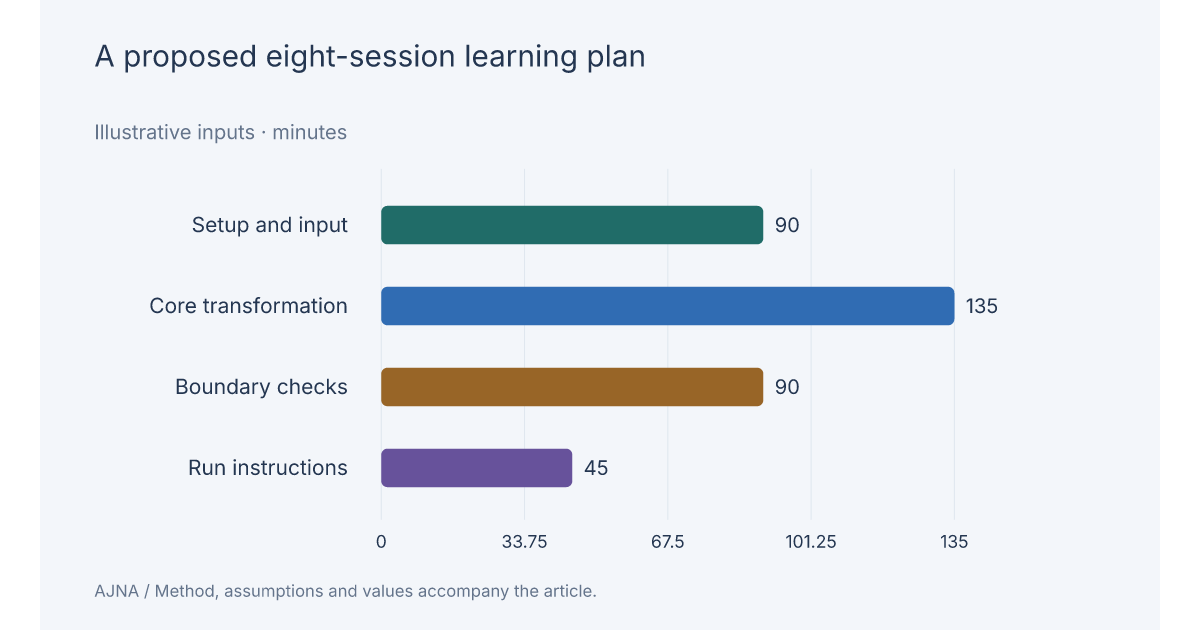 A proposed eight-session learning plan
Illustrative inputs · minutes
Setup and input 90
Core transformation 135
Boundary checks 90
Run instructions 45
0 33.75 67.5 101.25 135
AJNA / Method, assumptions and values accompany the article.